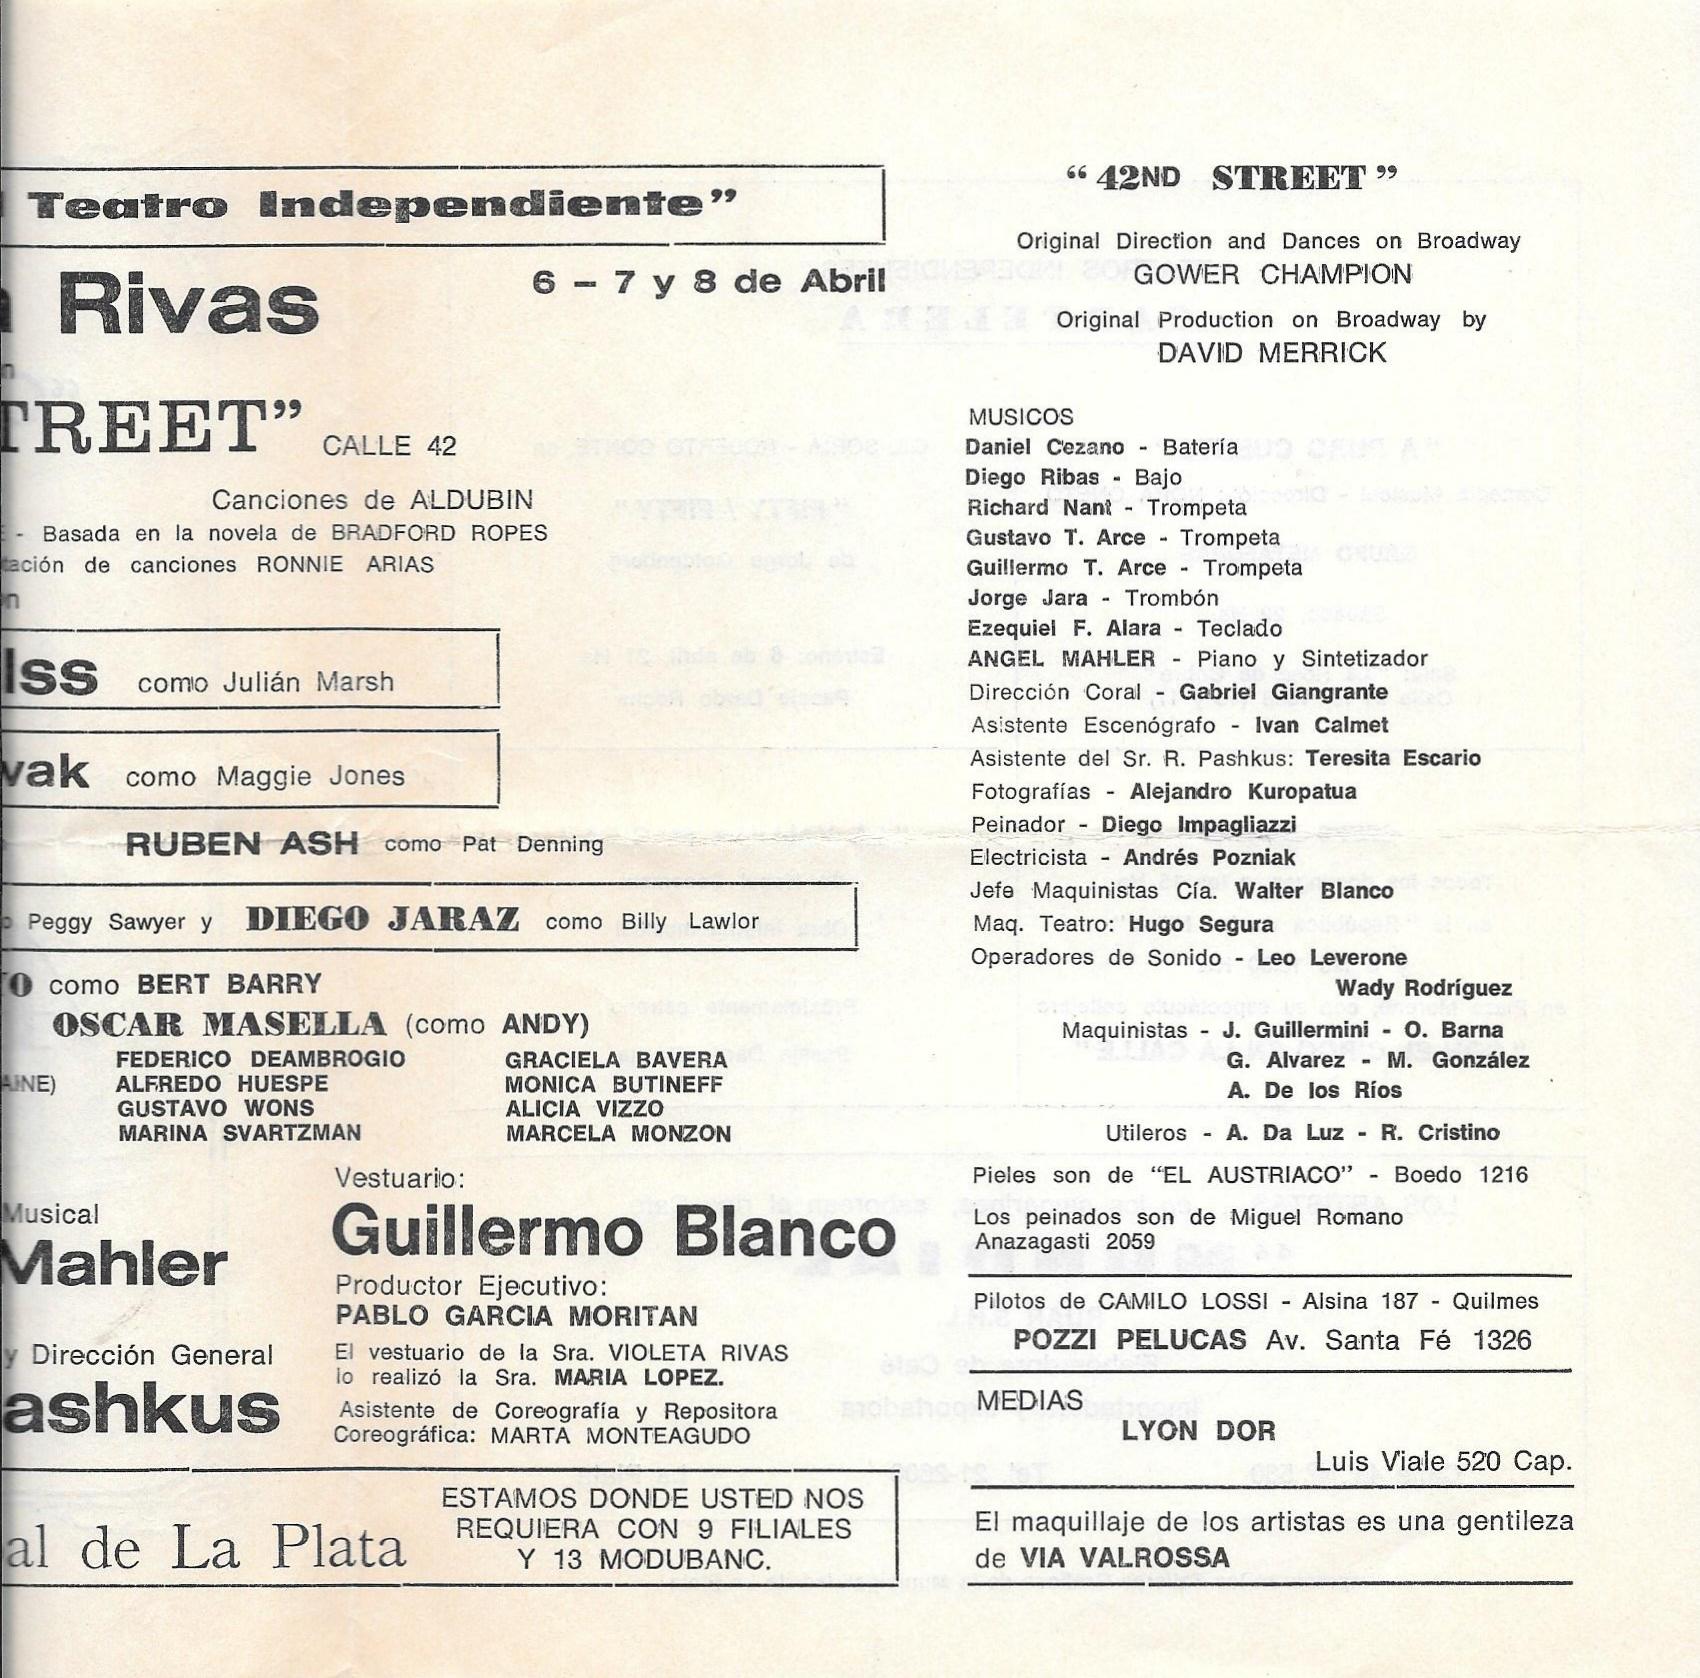 Teatro Independiente”
Rivas
6 – 7 y 8 de Abril
TREET” CALLE 42
Canciones de ALDUBIN
- Basada en la novela de BRADFORD ROPES
tación de canciones RONNIE ARIAS
como Julián Marsh
vak como Maggie Jones
RUBEN ASH como Pat Denning
Peggy Sawyer y DIEGO JARAZ como Billy Lawlor
O como BERT BARRY
OSCAR MASELLA (como ANDY)
FEDERICO DEAMBROGIO GRACIELA BAVERA
AINE) ALFREDO HUESPE MONICA BUTINEFF
GUSTAVO WONS ALICIA VIZZO
MARINA SVARTZMAN MARCELA MONZON
Musical
Mahler
y Dirección General
ashkus
Vestuario:
Guillermo Blanco
Productor Ejecutivo:
PABLO GARCIA MORITAN
El vestuario de la Sra. VIOLETA RIVAS
lo realizó la Sra. MARIA LOPEZ.
Asistente de Coreografía y Repositora
Coreográfica: MARTA MONTEAGUDO
al de La Plata
ESTAMOS DONDE USTED NOS
REQUIERA CON 9 FILIALES
Y 13 MODUBANC.
“42ND STREET”
Original Direction and Dances on Broadway
GOWER CHAMPION
Original Production on Broadway by
DAVID MERRICK
MUSICOS
Daniel Cezano - Batería
Diego Ribas - Bajo
Richard Nant - Trompeta
Gustavo T. Arce - Trompeta
Guillermo T. Arce - Trompeta
Jorge Jara - Trombón
Ezequiel F. Alara - Teclado
ANGEL MAHLER - Piano y Sintetizador
Dirección Coral - Gabriel Giangrante
Asistente Escenógrafo - Ivan Calmet
Asistente del Sr. R. Pashkus: Teresita Escario
Fotografías - Alejandro Kuropatua
Peinador - Diego Impagliazzi
Electricista - Andrés Pozniak
Jefe Maquinistas Cía. Walter Blanco
Maq. Teatro: Hugo Segura
Operadores de Sonido - Leo Leverone
Wady Rodríguez
Maquinistas - J. Guillermini - O. Barna
G. Alvarez - M. González
A. De los Ríos
Utileros - A. Da Luz - R. Cristino
Pieles son de “EL AUSTRIACO” - Boedo 1216
Los peinados son de Miguel Romano
Anazagasti 2059
Pilotos de CAMILO LOSSI - Alsina 187 - Quilmes
POZZI PELUCAS Av. Santa Fé 1326
MEDIAS
LYON DOR
Luis Viale 520 Cap.
El maquillaje de los artistas es una gentileza
de VIA VALROSSA